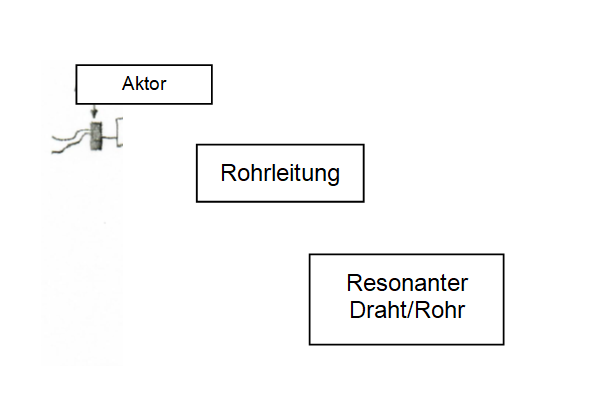 Aktor
Rohrleitung
Resonanter
Draht/Rohr